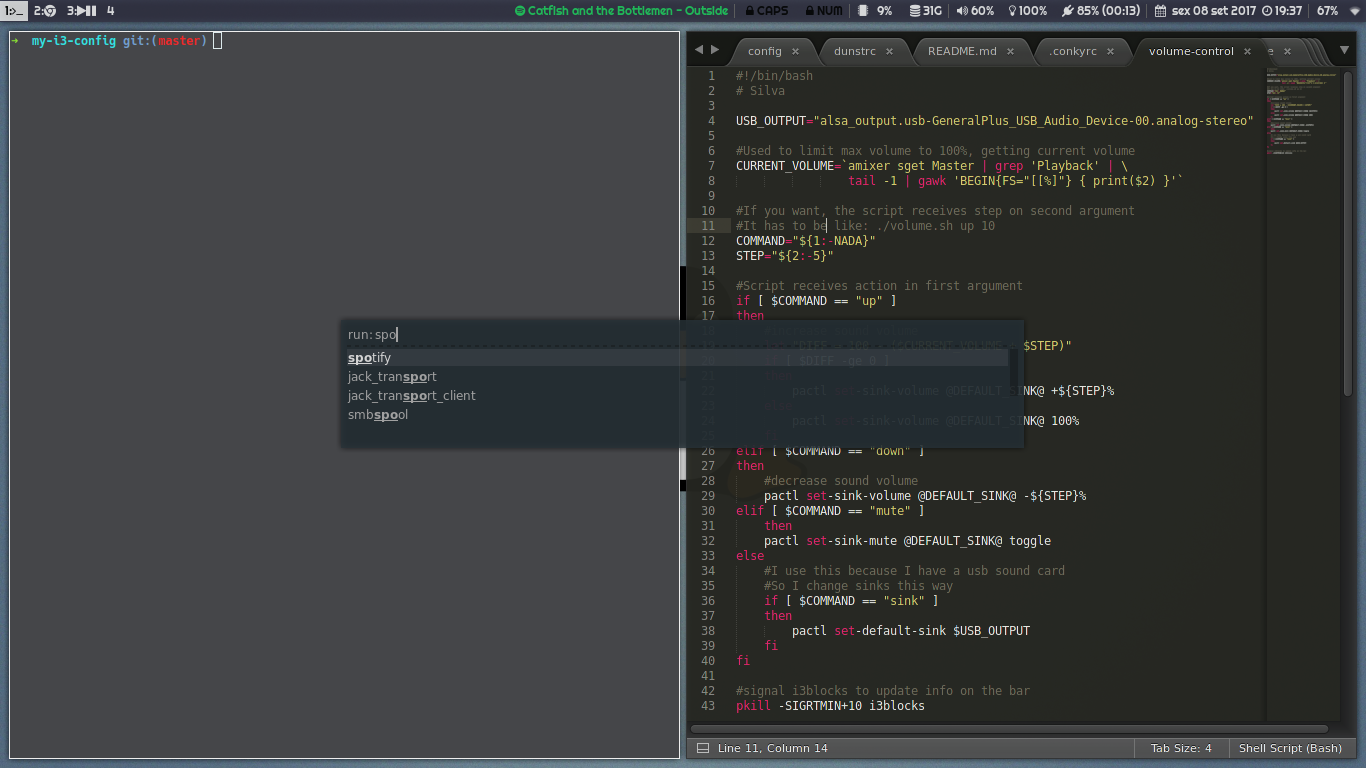 1: 2: 3: 4 Catfish and the Bottlemen - Outside CAPS NUM 9% 31G 60% 100% 85% (00:13) sex 08 set 2017 19:37 67%
→ my-i3-config git:(master)
config × dunstrc × README.md × .conkyrc × volume-control × e ×
1 #!/bin/bash
2 # Silva
3
4 USB_OUTPUT="alsa_output.usb-GeneralPlus_USB_Audio_Device-00.analog-stereo"
5
6 #Used to limit max volume to 100%, getting current volume
7 CURRENT_VOLUME=`amixer sget Master | grep 'Playback' | \
8 tail -1 | gawk 'BEGIN{FS="[[%]"} { print($2) }'`
9
10 #If you want, the script receives step on second argument
11 #It has to be like: ./volume.sh up 10
12 COMMAND="${1:-NADA}"
13 STEP="${2:-5}"
14
15 #Script receives action in first argument
16 if [ $COMMAND == "up" ]
17 then
$STEP)"
if [ $DIFF -ge 0 ]
22 pactl set-sink-volume @DEFAULT_SINK@ +${STEP}%
24 pactl set-sink-volume @DEFAULT_SINK@ 100%
run: spo
spotify
jack_transport
jack_transport_client
smbspool
26 elif [ $COMMAND == "down" ]
27 then
28 #decrease sound volume
29 pactl set-sink-volume @DEFAULT_SINK@ -${STEP}%
30 elif [ $COMMAND == "mute" ]
31 then
32 pactl set-sink-mute @DEFAULT_SINK@ toggle
33 else
34 #I use this because I have a usb sound card
35 #So I change sinks this way
36 if [ $COMMAND == "sink" ]
37 then
38 pactl set-default-sink $USB_OUTPUT
39 fi
40 fi
41
42 #signal i3blocks to update info on the bar
43 pkill -SIGRTMIN+10 i3blocks
Line 11, Column 14 Tab Size: 4 Shell Script (Bash)